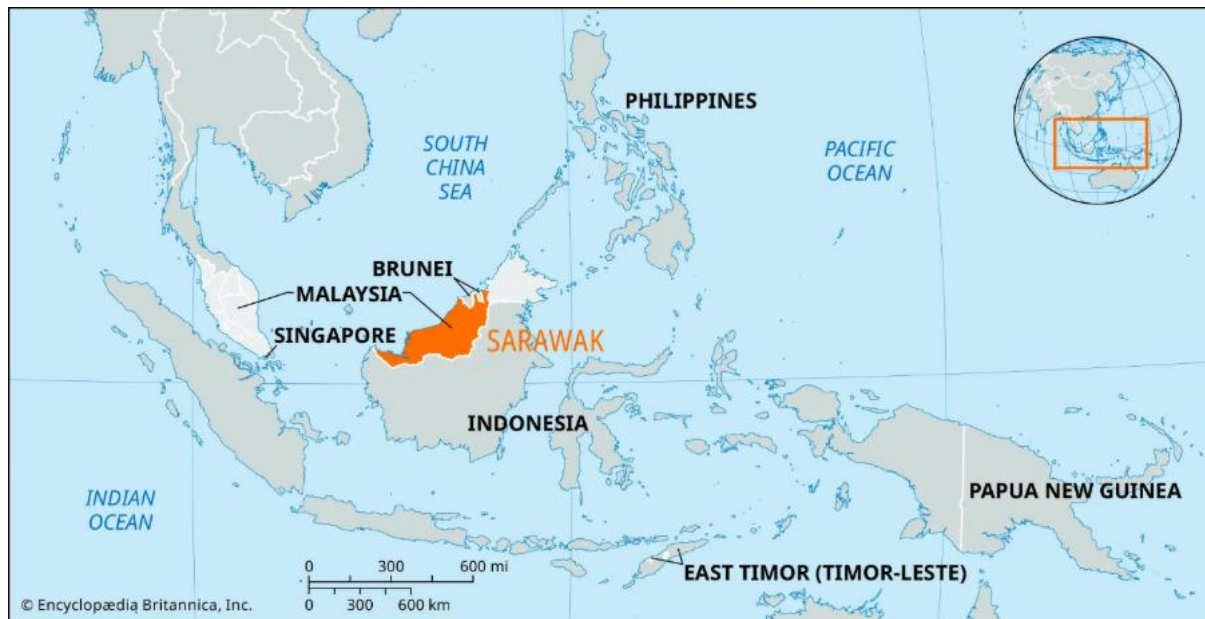 PHILIPPINES
SOUTH
CHINA
SEA
PACIFIC
OCEAN
BRUNEI
MALAYSIA
SINGAPORE
SARAWAK
INDONESIA
INDIAN
OCEAN
PAPUA NEW GUINEA
EAST TIMOR (TIMOR-LESTE)
0 300 600 mi
0 300 600 km
© Encyclopædia Britannica, Inc.